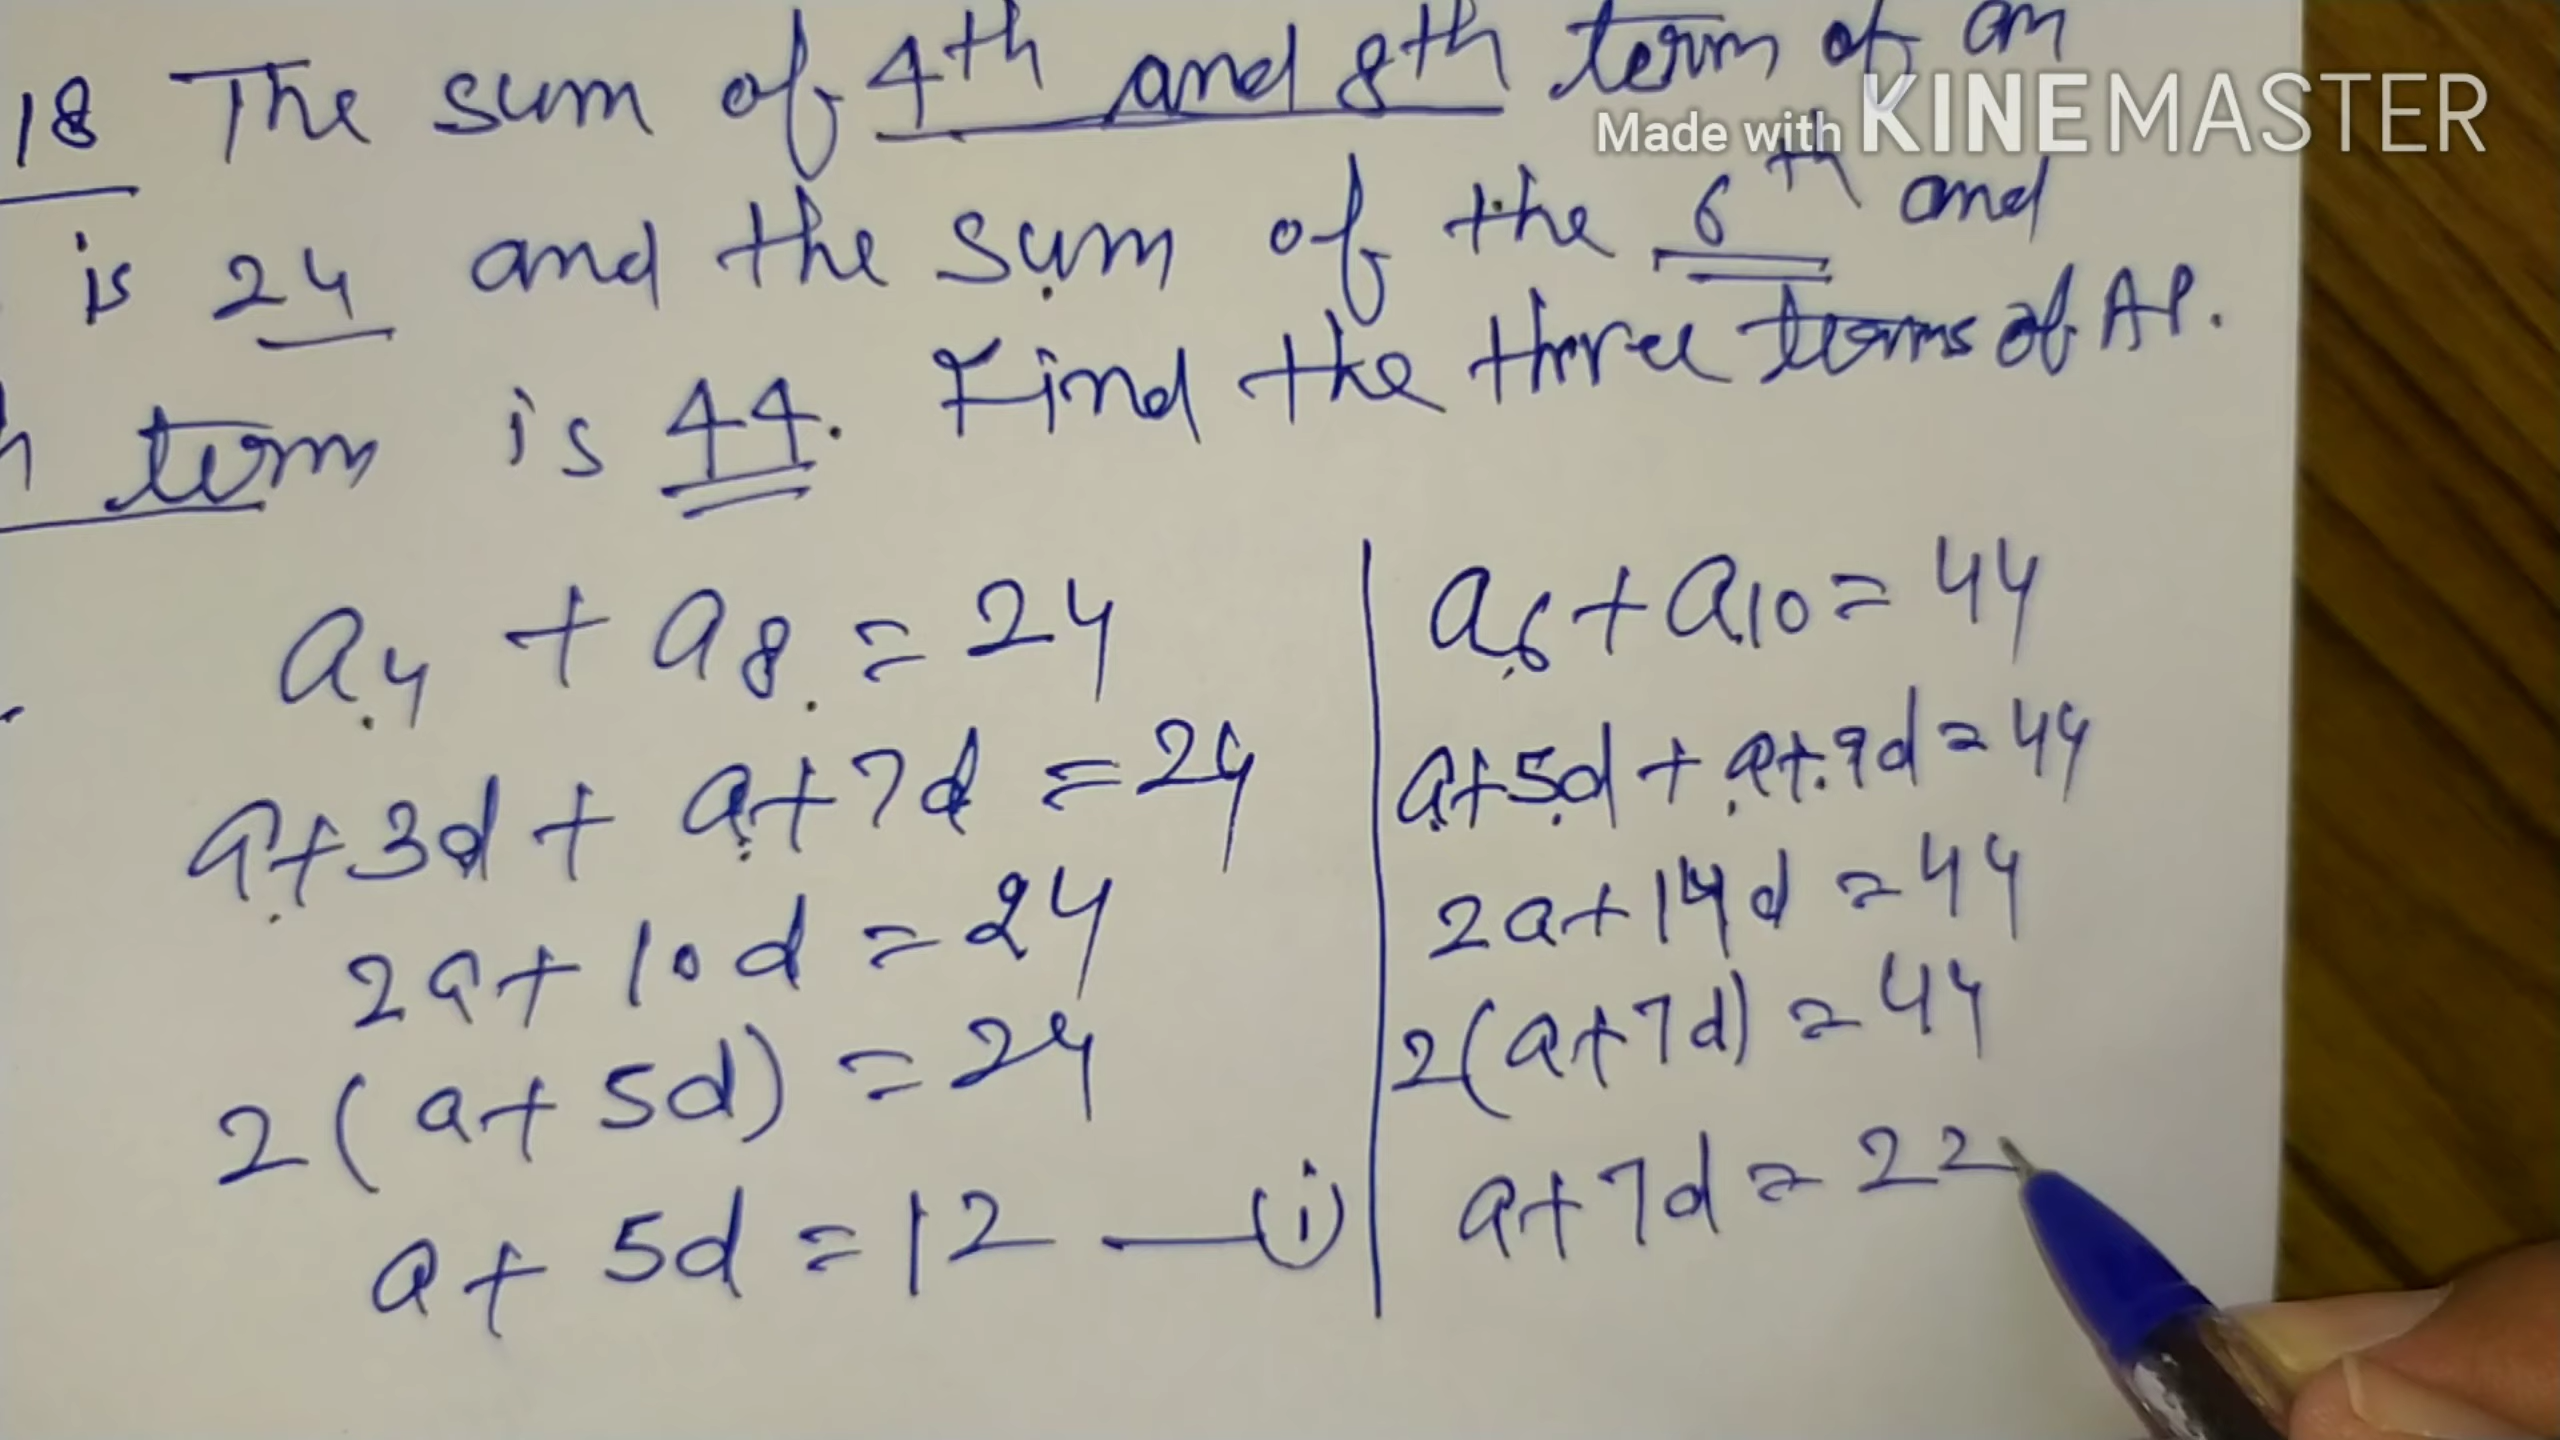 18 The sum of 4th and 8th term of an
Made with KINEMASTER
is 24 and the sum of the 6th and
term is 44. Find the three terms of AP.
a4 + a8 = 24
a+3d + a+7d = 24
2a+10d = 24
2(a+5d) = 24
a+5d = 12 — (i)
a6+a10 = 44
a+5d+a+9d=44
2a+14d = 44
2(a+7d) = 44
a+7d = 22